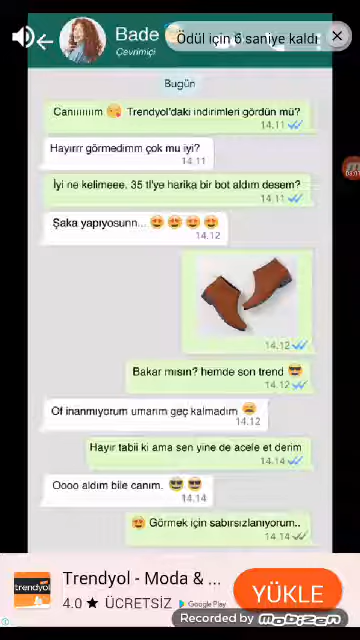 Bade
Ödül için 6 saniye kaldı
Çevrimiçi
Bugün
Canıııııım Trendyol'daki indirimleri gördün mü?
14.11
Hayırrr görmedimm çok mu iyi?
14.11
İyi ne kelimeee. 35 tl'ye harika bir bot aldım desem?
14.11
Şaka yapıyosunn...
14.12
14.12
Bakar mısın? hemde son trend
14.12
Of inanmıyorum umarım geç kalmadım
14.12
Hayır tabii ki ama sen yine de acele et derim
14.14
Oooo aldım bile canım.
14.14
Görmek için sabırsızlanıyorum..
14.14
trendyol
Trendyol - Moda & ...
4.0 ★ ÜCRETSİZ Google Play
YÜKLE
Recorded by MOBIZEN